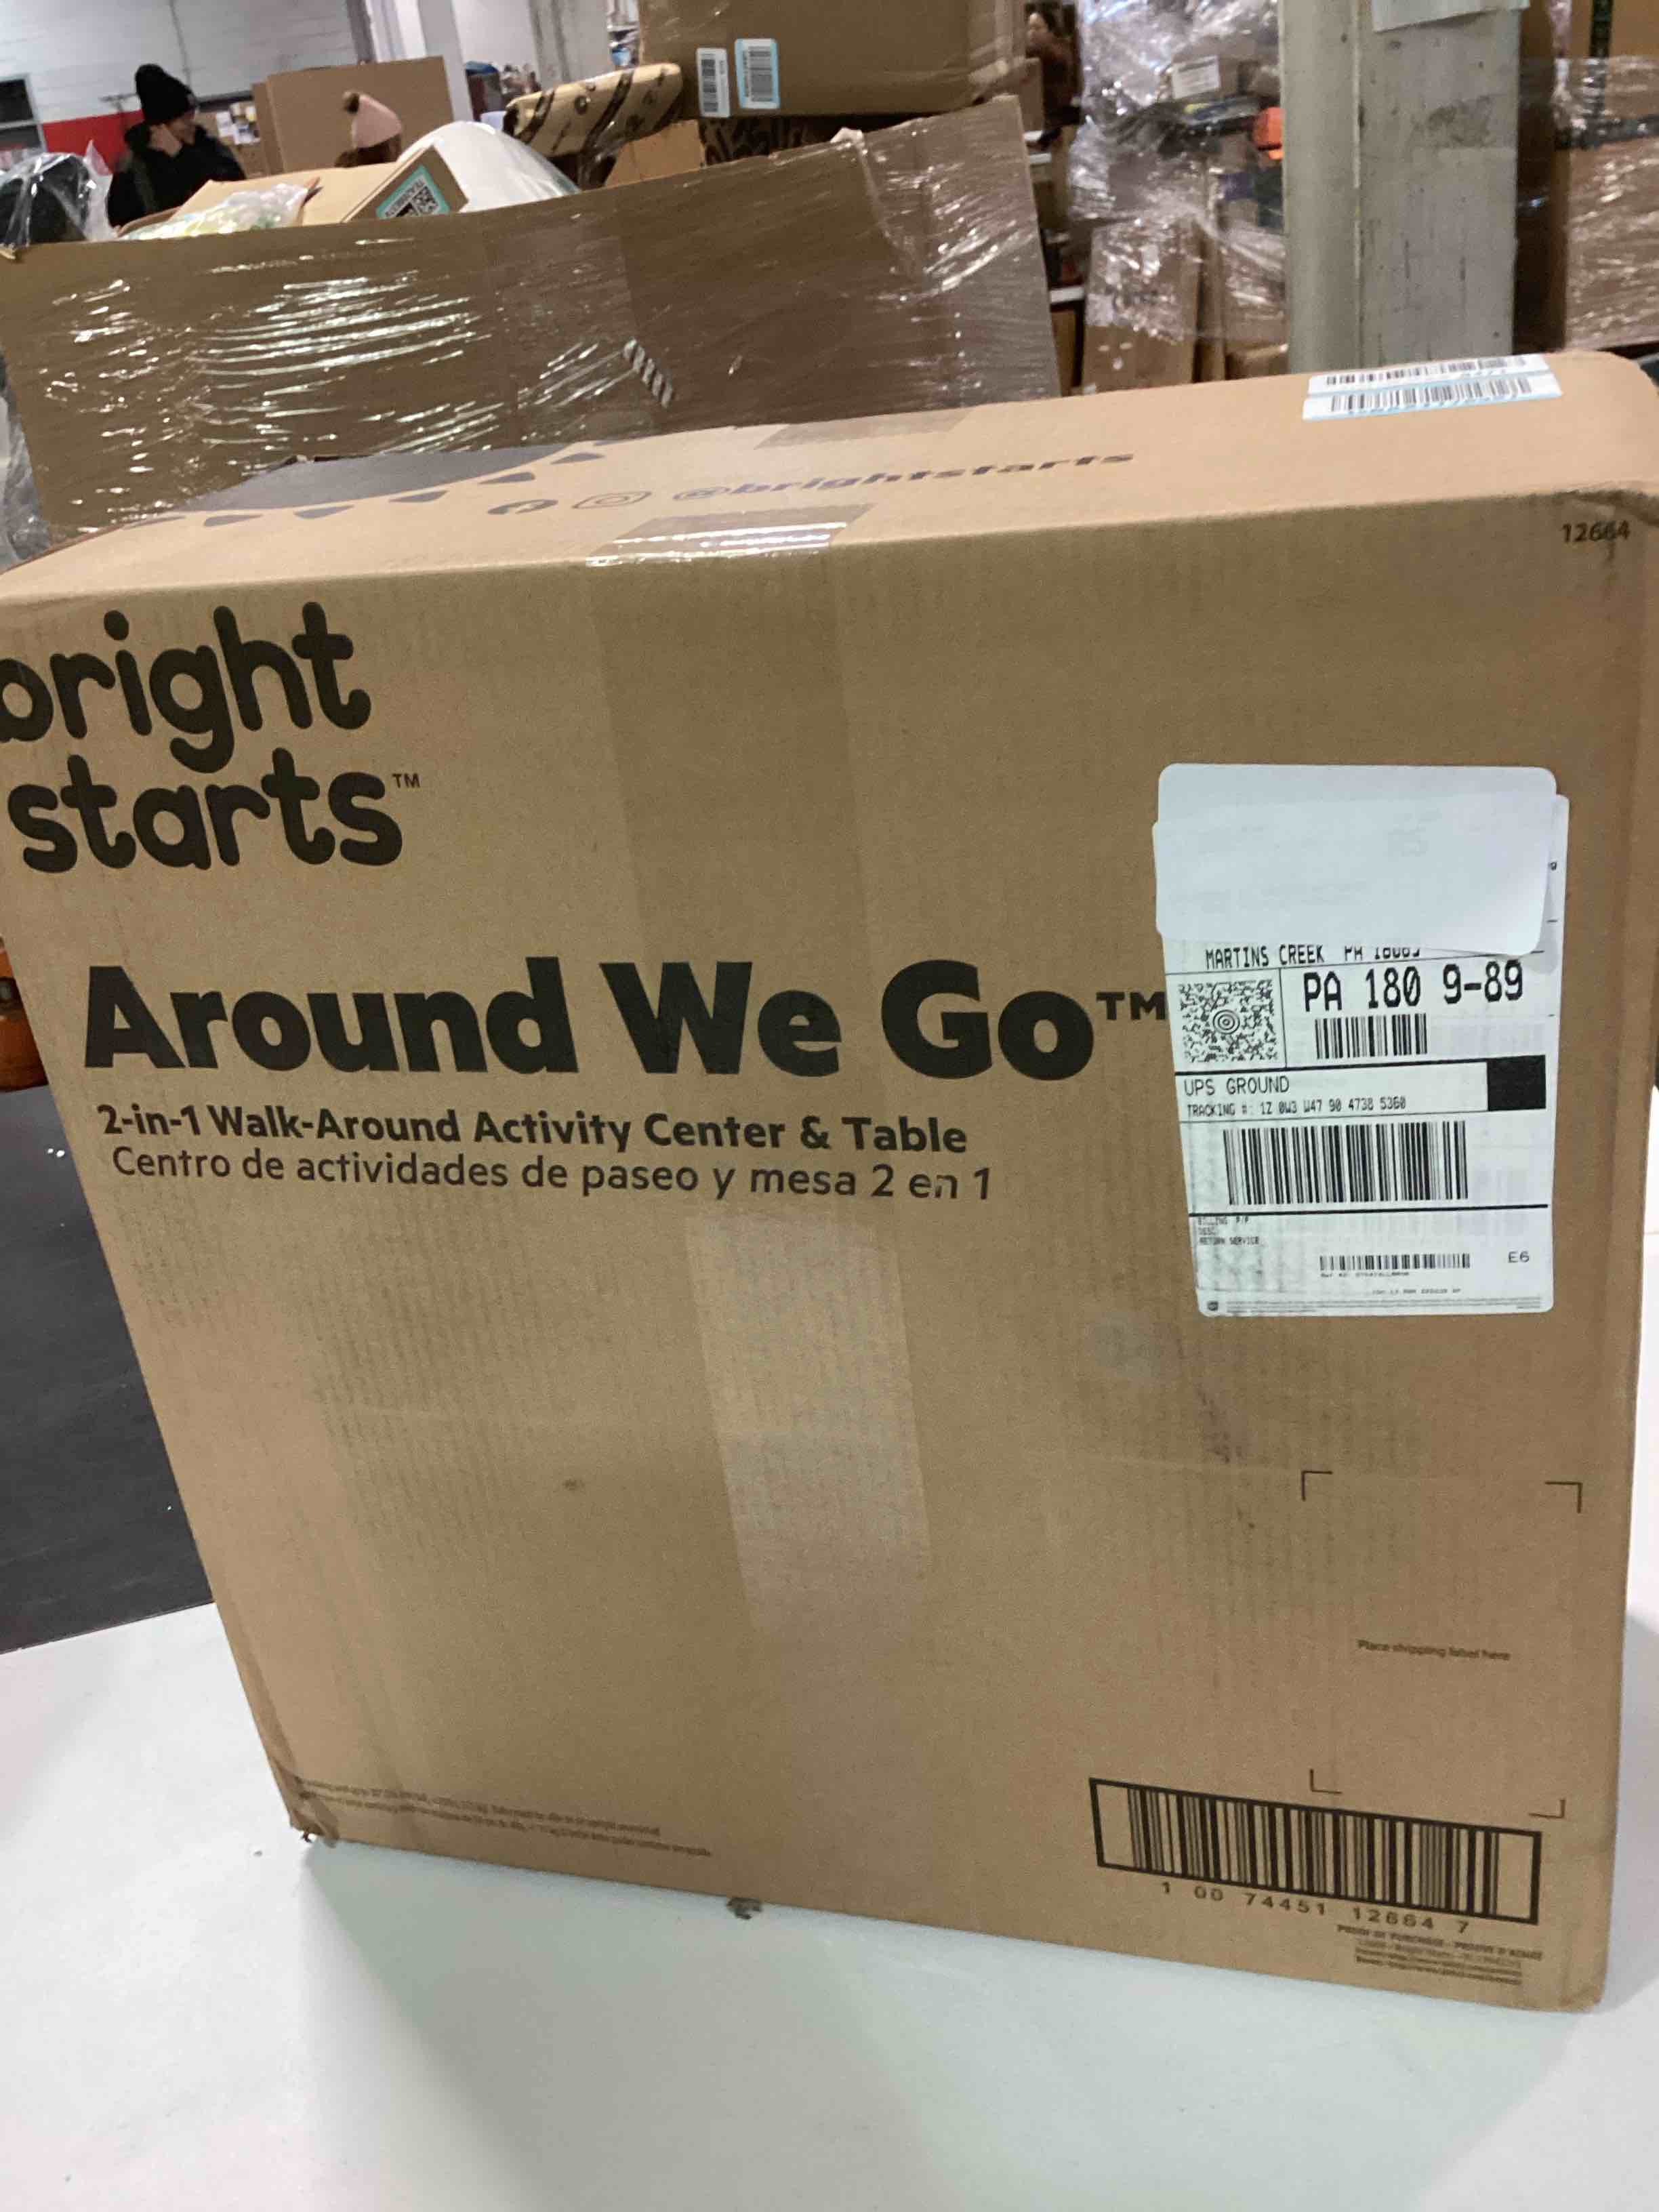 @brightstarts
12664
bright
starts™
Around We Go™
2-in-1 Walk-Around Activity Center & Table
Centro de actividades de paseo y mesa 2 en 1
MARTINS CREEK PA
PA 180 9-89
UPS GROUND
TRACKING #: 1Z 0W3 W47 90 4738 5360
BILLING: P/P
DESC:
RETURN SERVICE
E6
Place shipping label here
1 00 74451 12664 7